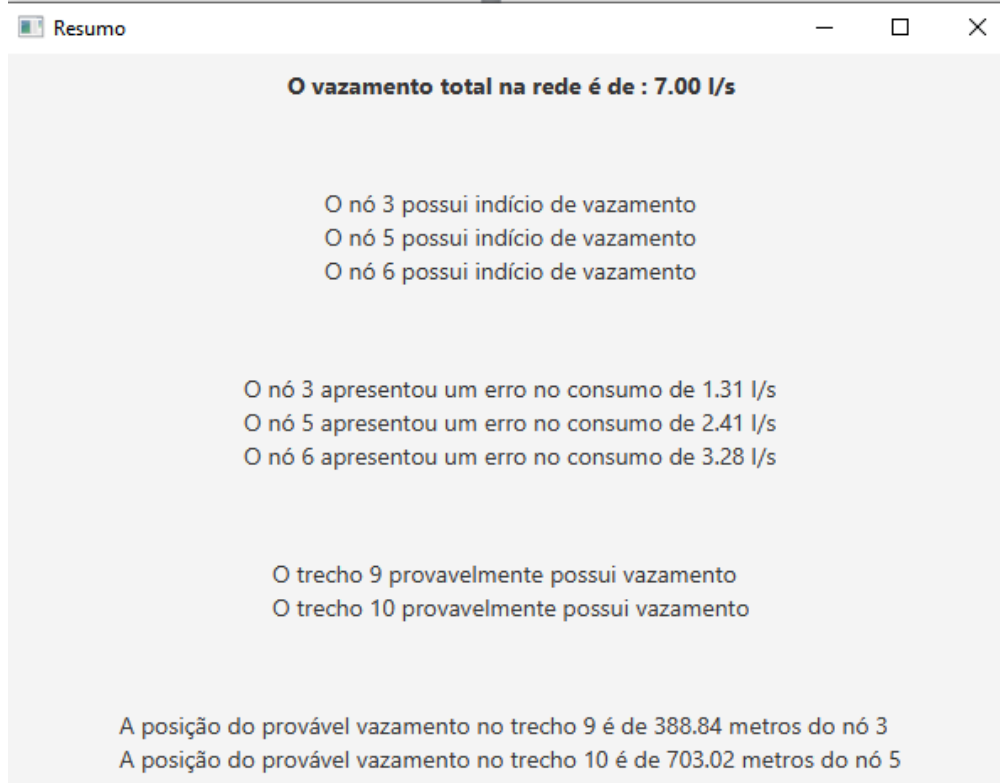 Resumo
O vazamento total na rede é de : 7.00 l/s
O nó 3 possui indício de vazamento
O nó 5 possui indício de vazamento
O nó 6 possui indício de vazamento
O nó 3 apresentou um erro no consumo de 1.31 l/s
O nó 5 apresentou um erro no consumo de 2.41 l/s
O nó 6 apresentou um erro no consumo de 3.28 l/s
O trecho 9 provavelmente possui vazamento
O trecho 10 provavelmente possui vazamento
A posição do provável vazamento no trecho 9 é de 388.84 metros do nó 3
A posição do provável vazamento no trecho 10 é de 703.02 metros do nó 5